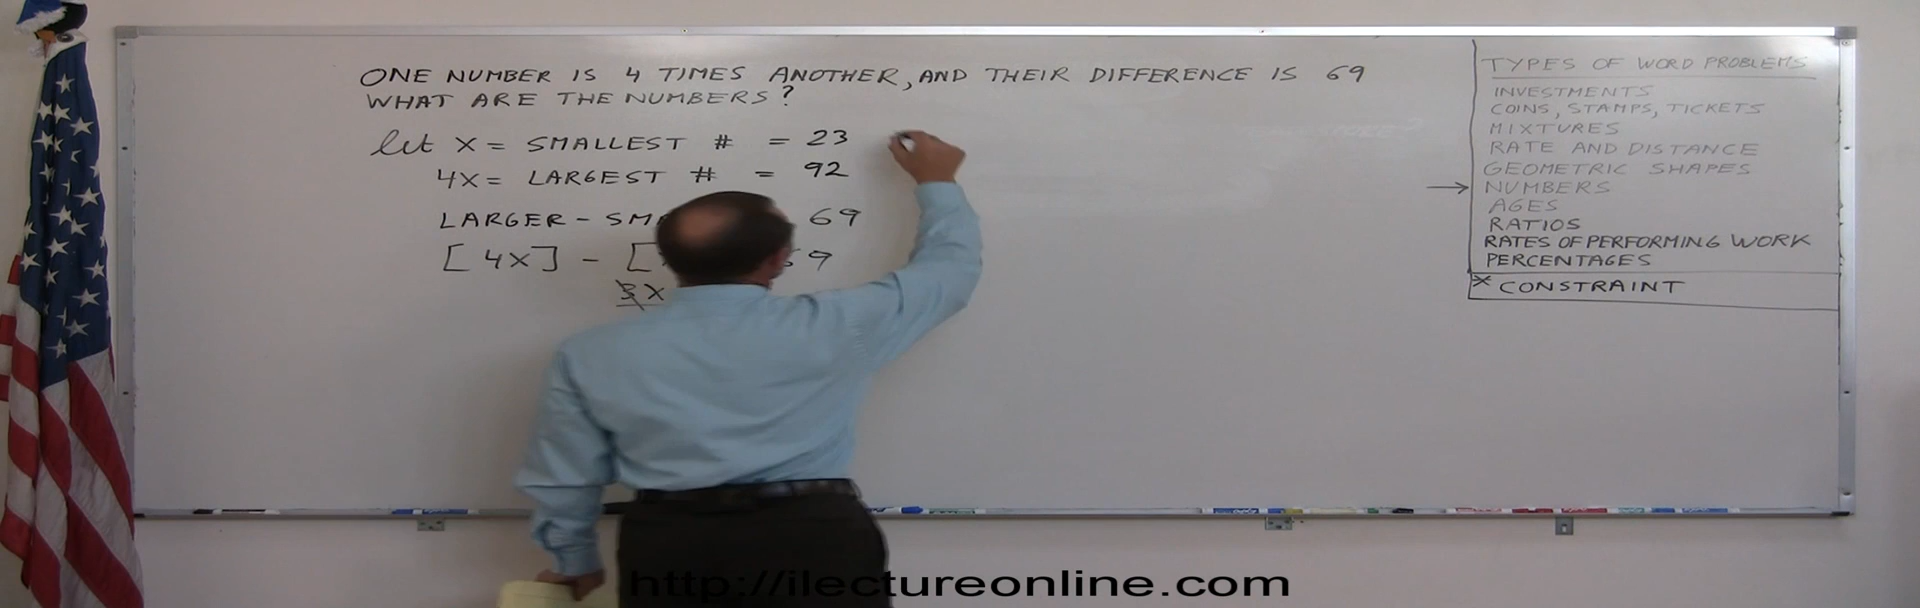 ONE NUMBER IS 4 TIMES ANOTHER, AND THEIR DIFFERENCE IS 69
WHAT ARE THE NUMBERS?
let X = SMALLEST # = 23
4X = LARGEST # = 92
LARGER - 69
[4X] - [ 9
3X
TYPES OF WORD PROBLEMS
INVESTMENTS
COINS, STAMPS, TICKETS
MIXTURES
RATE AND DISTANCE
GEOMETRIC SHAPES
→ NUMBERS
AGES
RATIOS
RATES OF PERFORMING WORK
PERCENTAGES
* CONSTRAINT
http://ilectureonline.com